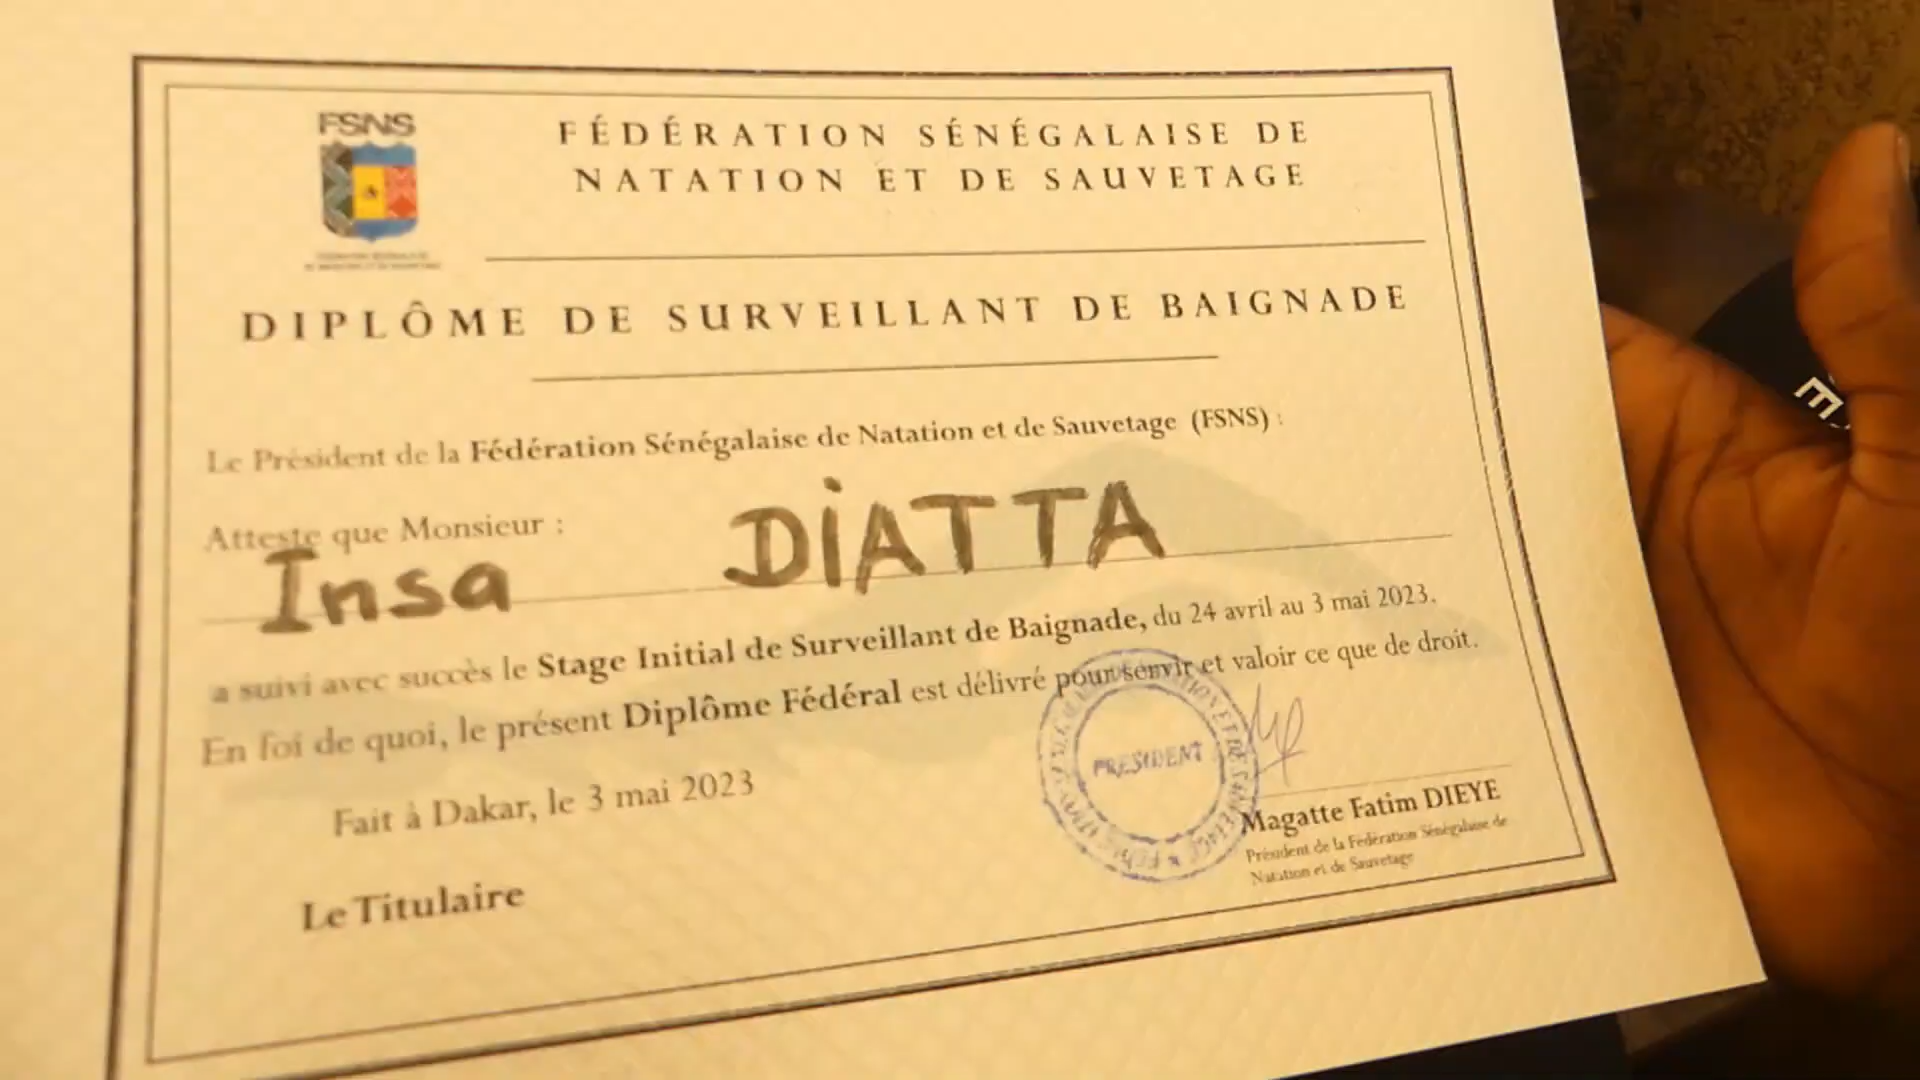 FSNS
FÉDÉRATION SÉNÉGALAISE DE
NATATION ET DE SAUVETAGE
DIPLÔME DE SURVEILLANT DE BAIGNADE
Le Président de la Fédération Sénégalaise de Natation et de Sauvetage (FSNS) :
Atteste que Monsieur :
Insa DIATTA
a suivi avec succès le Stage Initial de Surveillant de Baignade, du 24 avril au 3 mai 2023.
En foi de quoi, le présent Diplôme Fédéral est délivré pour servir et valoir ce que de droit.
PRESIDENT
Fait à Dakar, le 3 mai 2023
Magatte Fatim DIEYE
Président de la Fédération Sénégalaise de
Natation et de Sauvetage
Le Titulaire